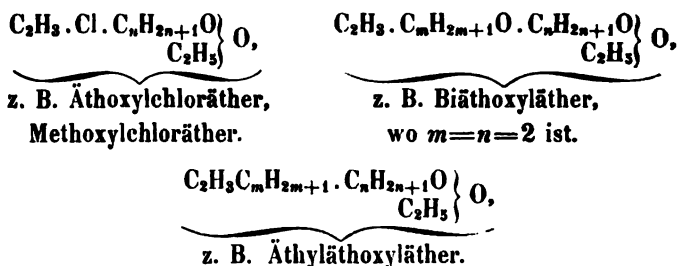 C₂H₃ . Cl . CₙH₂ₙ₊₁O
C₂H₅} O,
z. B. Äthoxylchloräther,
Methoxylchloräther.
C₂H₃ . CₘH₂ₘ₊₁O . CₙH₂ₙ₊₁O
C₂H₅} O,
z. B. Biäthoxyläther,
wo m=n=2 ist.
C₂H₃CₘH₂ₘ₊₁ . CₙH₂ₙ₊₁O
C₂H₅} O,
z. B. Äthyläthoxyläther.